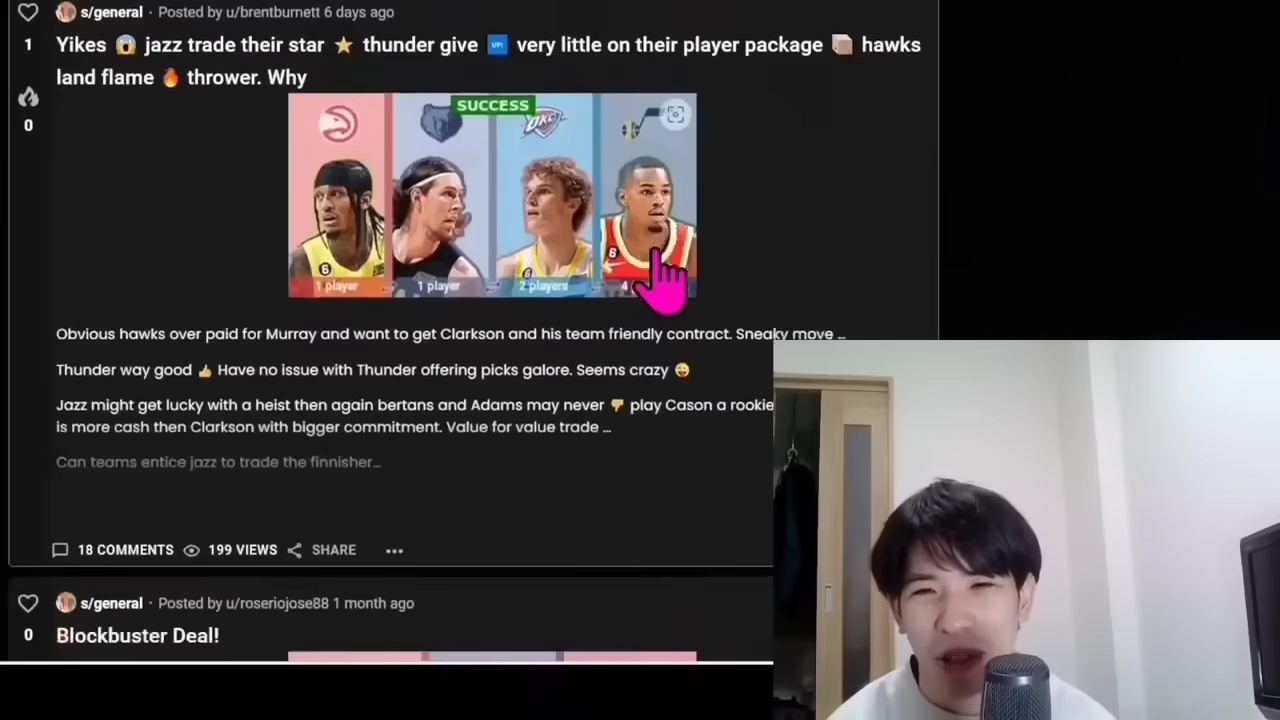 s/general · Posted by u/brentburnett 6 days ago
1
Yikes 😱 jazz trade their star ⭐ thunder give 🆙 very little on their player package 📦 hawks
land flame 🔥 thrower. Why
0
SUCCESS
OKC
6
6
6
6
1 player
1 player
2 players
4
Obvious hawks over paid for Murray and want to get Clarkson and his team friendly contract. Sneaky move ...
Thunder way good 👍 Have no issue with Thunder offering picks galore. Seems crazy 😜
Jazz might get lucky with a heist then again bertans and Adams may never 👎 play Cason a rookie
is more cash then Clarkson with bigger commitment. Value for value trade ...
Can teams entice jazz to trade the finnisher...
18 COMMENTS 199 VIEWS SHARE
s/general · Posted by u/roseriojose88 1 month ago
0
Blockbuster Deal!